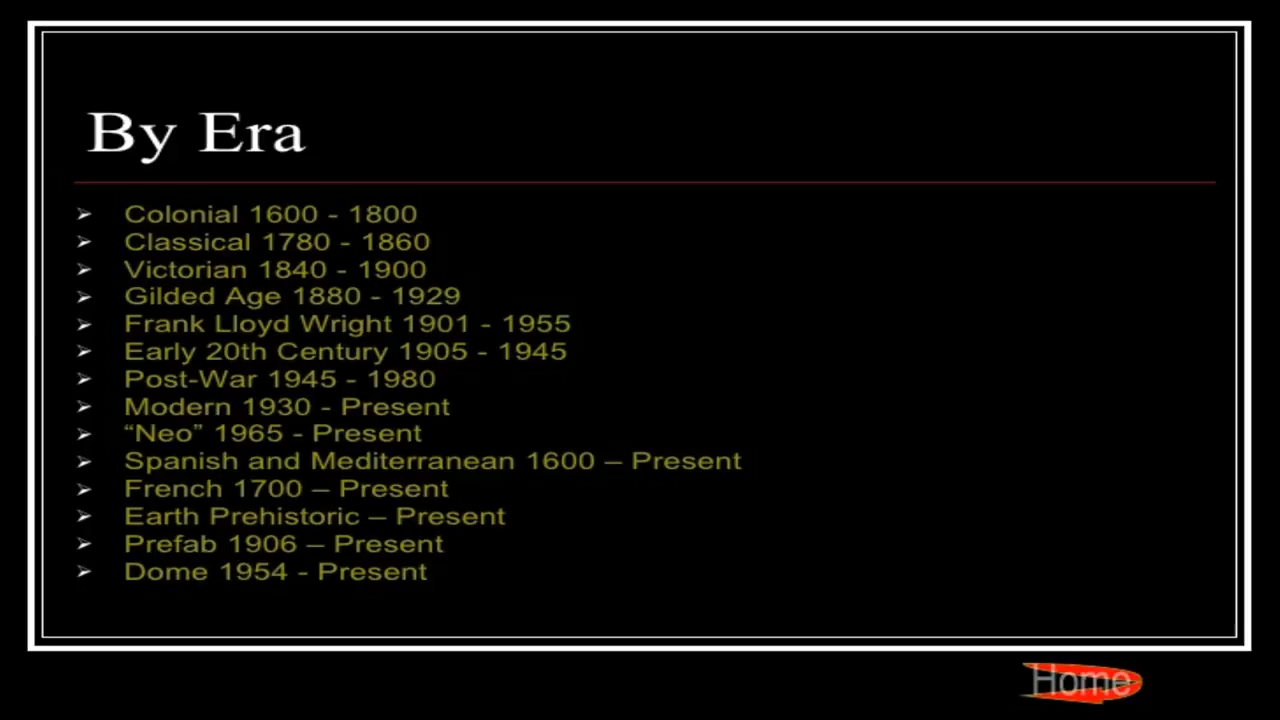 By Era
Colonial 1600 - 1800
Classical 1780 - 1860
Victorian 1840 - 1900
Gilded Age 1880 - 1929
Frank Lloyd Wright 1901 - 1955
Early 20th Century 1905 - 1945
Post-War 1945 - 1980
Modern 1930 - Present
“Neo” 1965 - Present
Spanish and Mediterranean 1600 – Present
French 1700 – Present
Earth Prehistoric – Present
Prefab 1906 – Present
Dome 1954 - Present
Home